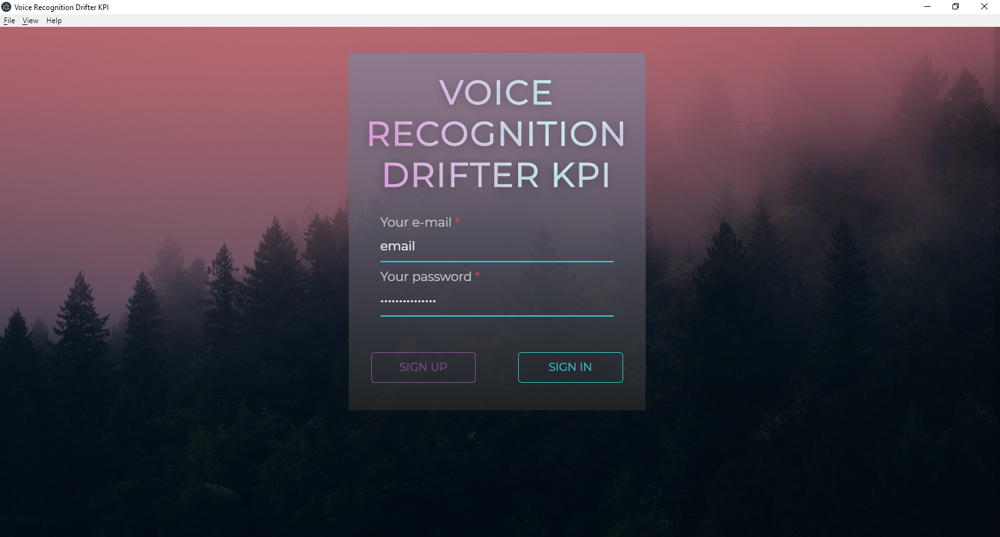 Voice Recognition Drifter KPI
File View Help
VOICE
RECOGNITION
DRIFTER KPI
Your e-mail *
email
Your password *
•••••••••••••••
SIGN UP SIGN IN